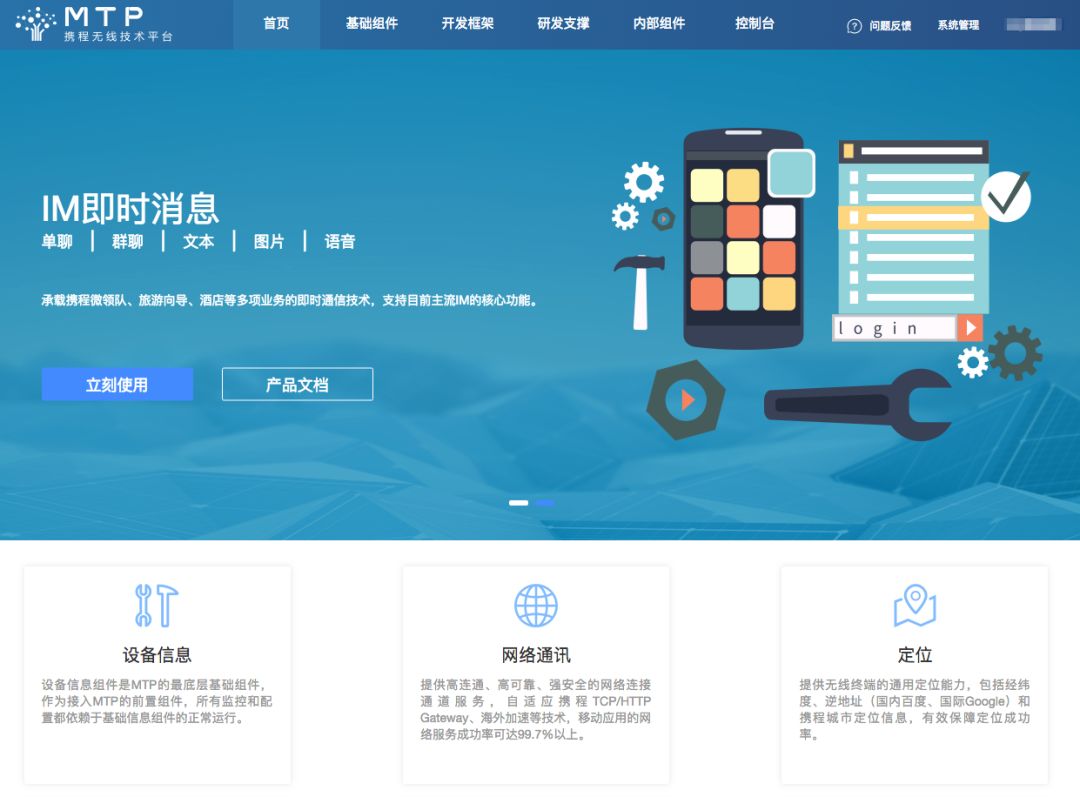 MTP
携程无线技术平台
首页
基础组件
开发框架
研发支撑
内部组件
控制台
问题反馈
系统管理
IM即时消息
单聊 | 群聊 | 文本 | 图片 | 语音
承载携程微领队、旅游向导、酒店等多项业务的即时通信技术，支持目前主流IM的核心功能。
立刻使用
产品文档
login
设备信息
设备信息组件是MTP的最底层基础组件，
作为接入MTP的前置组件，所有监控和配
置都依赖于基础信息组件的正常运行。
网络通讯
提供高连通、高可靠、强安全的网络连接
通道服务，自适应携程TCP/HTTP
Gateway、海外加速等技术，移动应用的网
络服务成功率可达99.7%以上。
定位
提供无线终端的通用定位能力，包括经纬
度、逆地址（国内百度、国际Google）和
携程城市定位信息，有效保障定位成功
率。